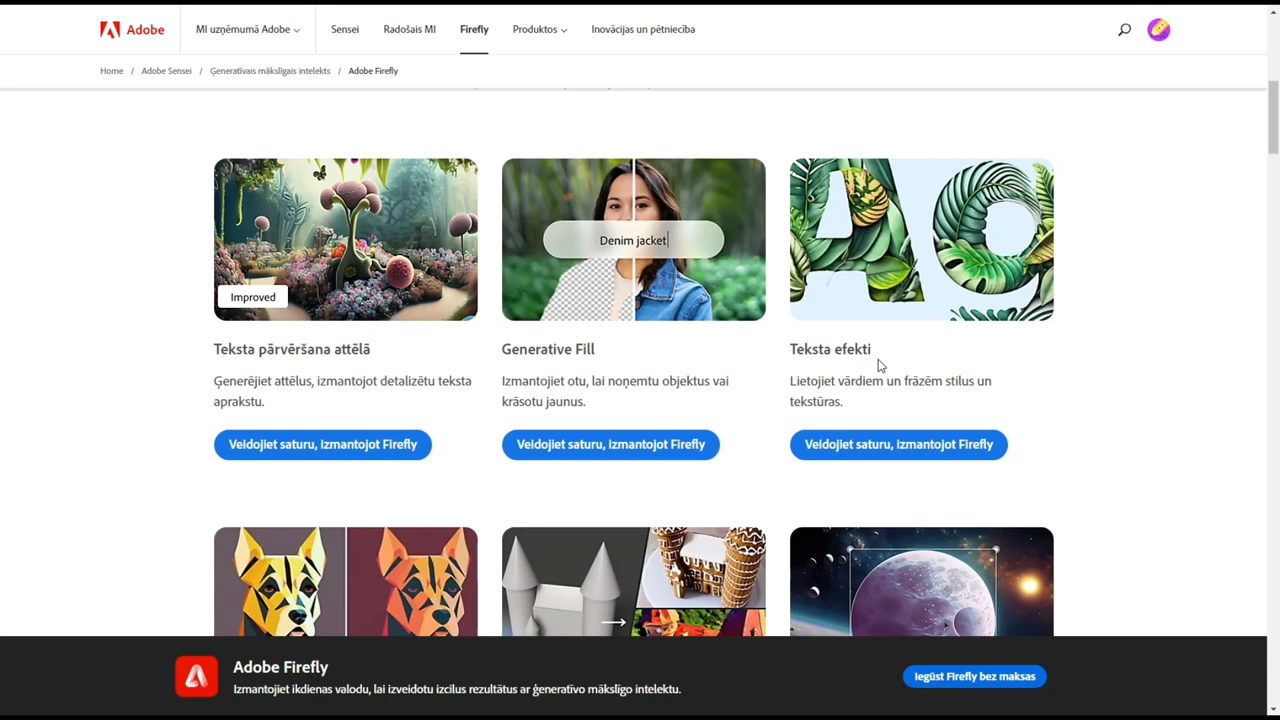 Adobe
MI uzņēmumā Adobe
Sensei
Radošais MI
Firefly
Produktos
Inovācijas un pētniecība
Home / Adobe Sensei / Ģeneratīvais mākslīgais intelekts / Adobe Firefly
Improved
Denim jacket
Teksta pārvēršana attēlā
Ģenerējiet attēlus, izmantojot detalizētu teksta
aprakstu.
Veidojiet saturu, izmantojot Firefly
Generative Fill
Izmantojiet otu, lai noņemtu objektus vai
krāsotu jaunus.
Veidojiet saturu, izmantojot Firefly
Teksta efekti
Lietojiet vārdiem un frāzēm stilus un
tekstūras.
Veidojiet saturu, izmantojot Firefly
Adobe Firefly
Izmantojiet ikdienas valodu, lai izveidotu izcilus rezultātus ar ģeneratīvo mākslīgo intelektu.
Iegūst Firefly bez maksas